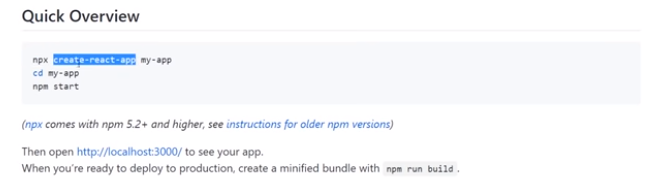 Quick Overview
npx create-react-app my-app
cd my-app
npm start
(npx comes with npm 5.2+ and higher, see instructions for older npm versions)
Then open http://localhost:3000/ to see your app.
When you're ready to deploy to production, create a minified bundle with npm run build.